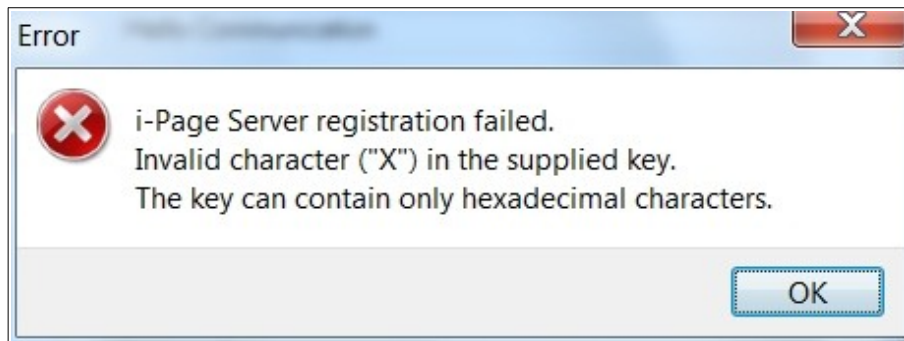 Error
i-Page Server registration failed.
Invalid character ("X") in the supplied key.
The key can contain only hexadecimal characters.
OK